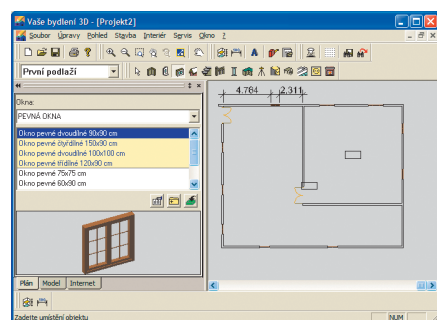 Vaše bydlení 3D - [Projekt2]
Soubor Úpravy Pohled Stavba Interiér Servis Okno ?
První podlaží
Okna:
PEVNÁ OKNA
Okno pevné dvoudílné 90x90 cm
Okno pevné čtyřdílné 150x90 cm
Okno pevné dvoudílné 100x100 cm
Okno pevné třídílné 120x90 cm
Okno pevné 75x75 cm
Okno pevné 60x90 cm
4.764 2.311
Plán Model Internet
Zadejte umístění objektu
NUM